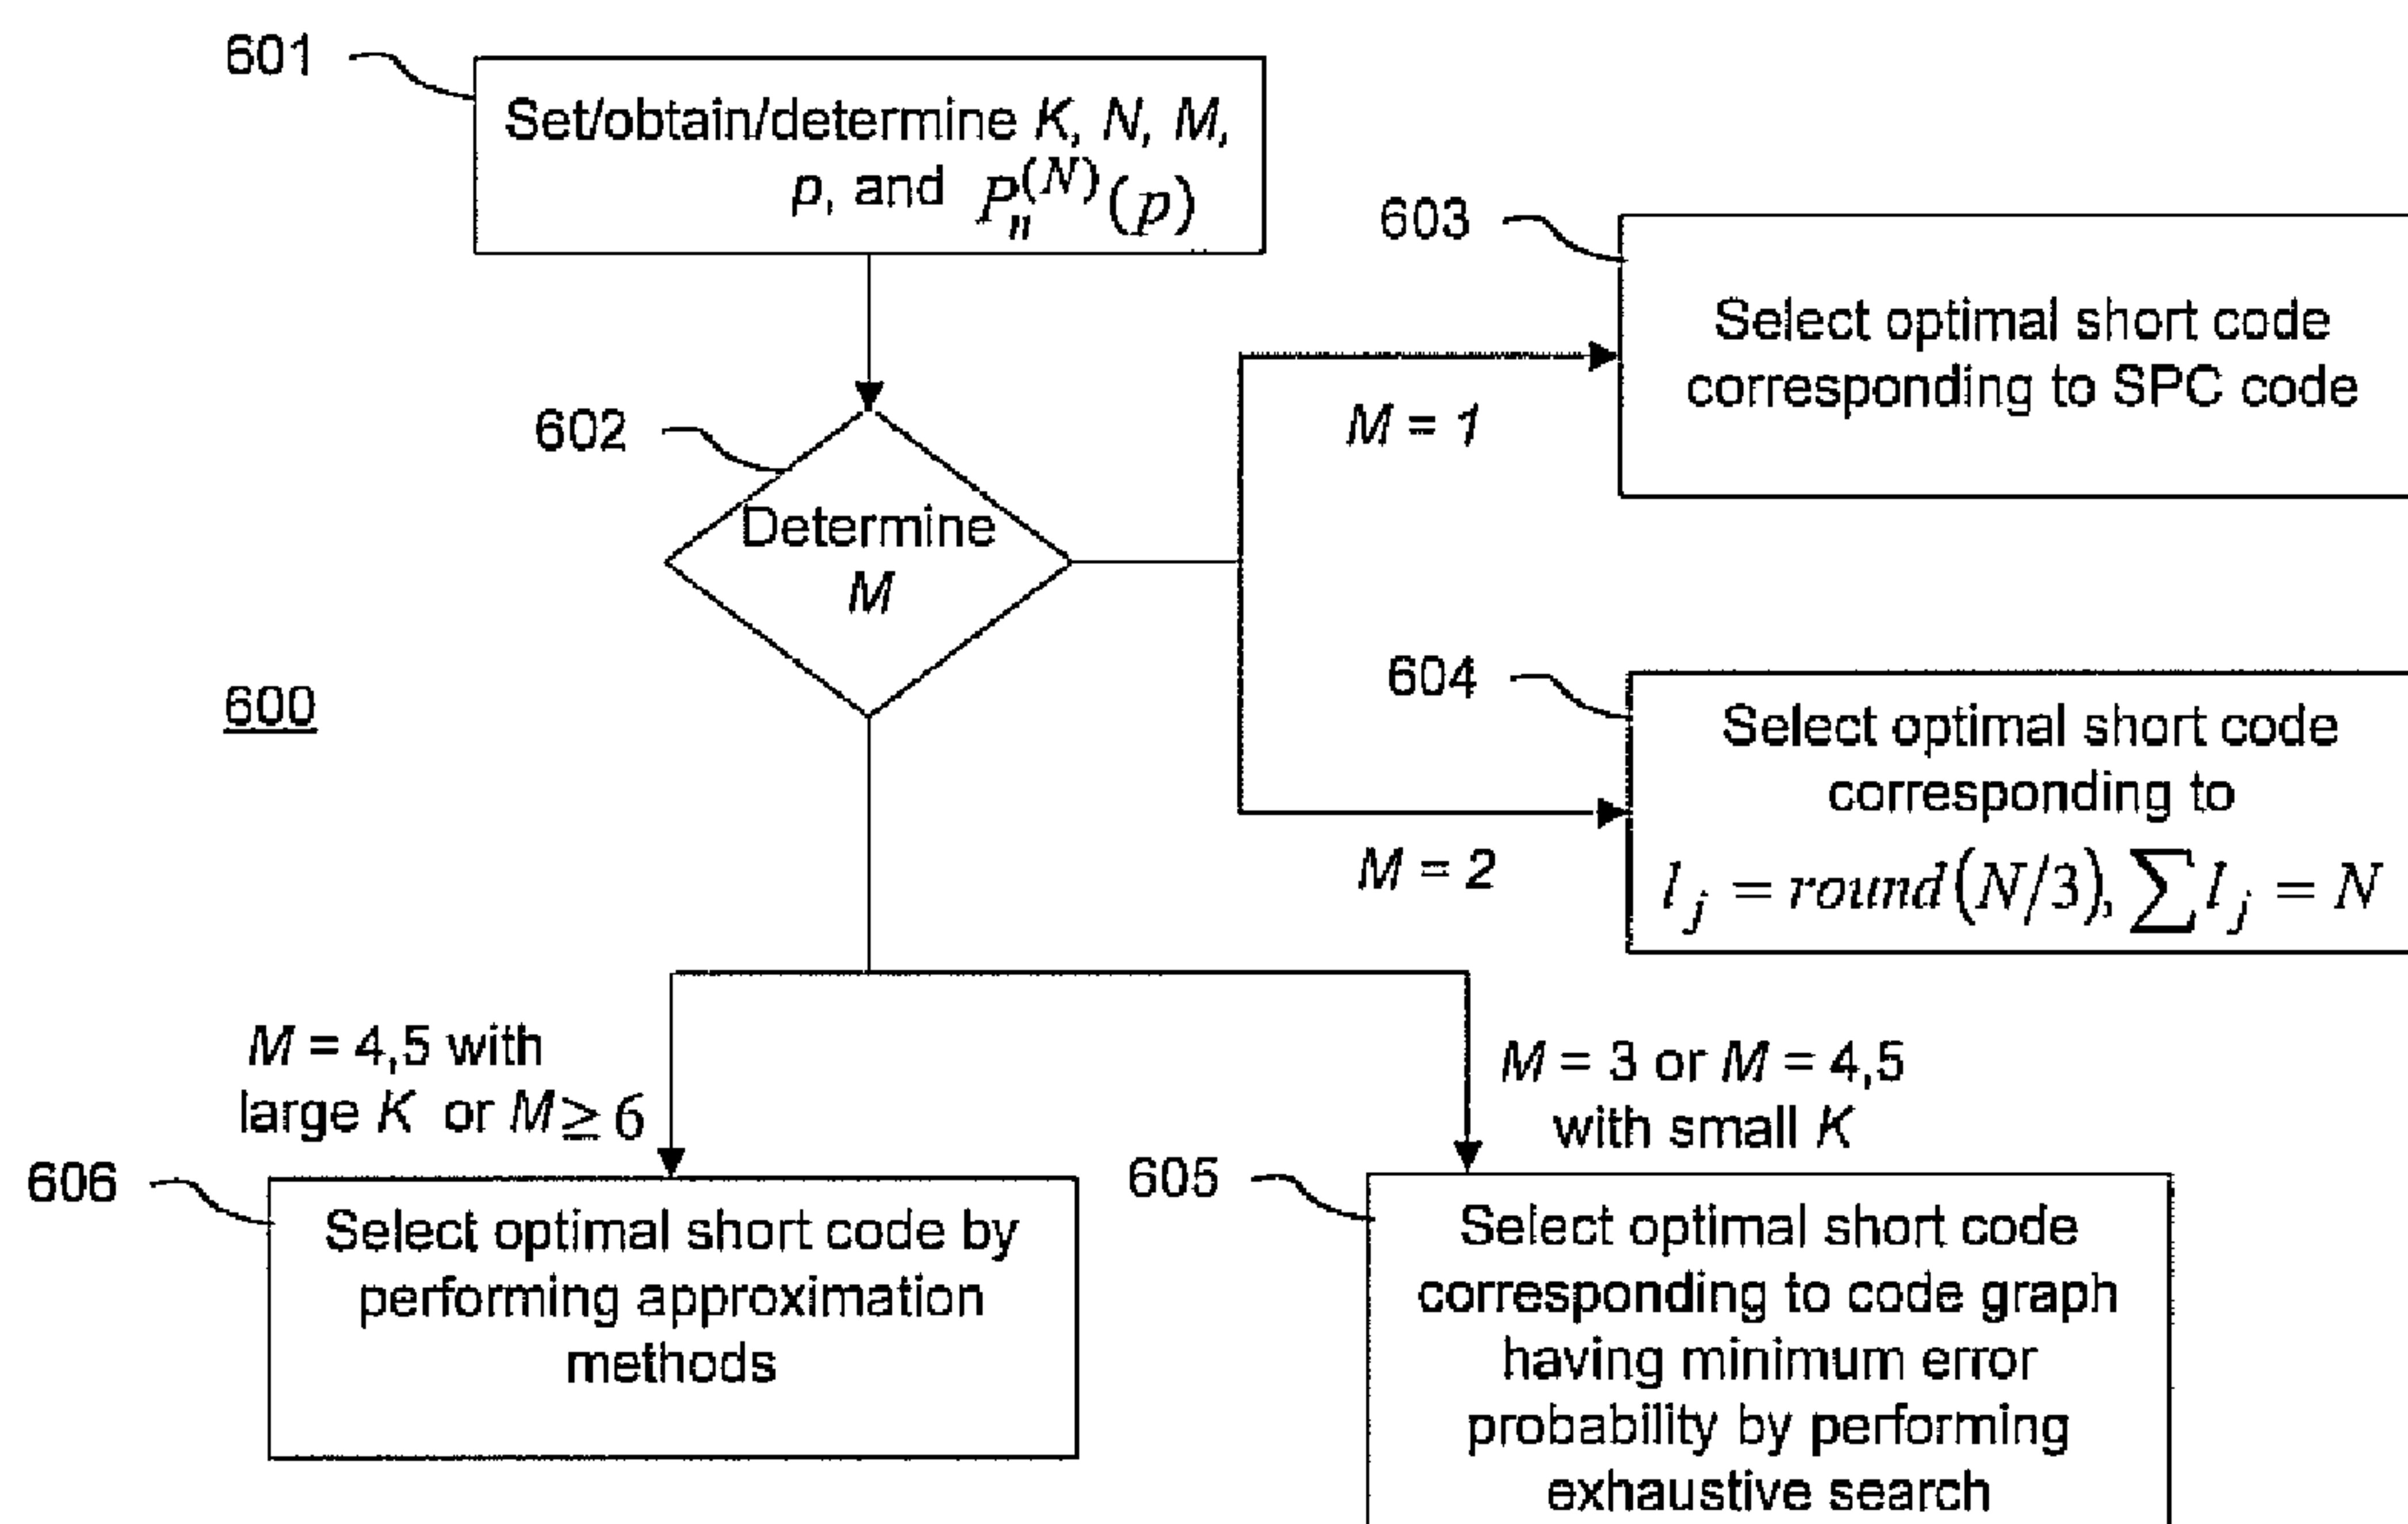 601
Set/obtain/determine K, N, M,
p, and P_n^{(N)}(p)
602
Determine
M
603
Select optimal short code
corresponding to SPC code
M = 1
600
604
Select optimal short code
corresponding to
l_j = round(N/3), ∑l_j = N
M = 2
M = 4,5 with
large K or M ≥ 6
M = 3 or M = 4,5
with small K
606
Select optimal short code by
performing approximation
methods
605
Select optimal short code
corresponding to code graph
having minimum error
probability by performing
exhaustive search